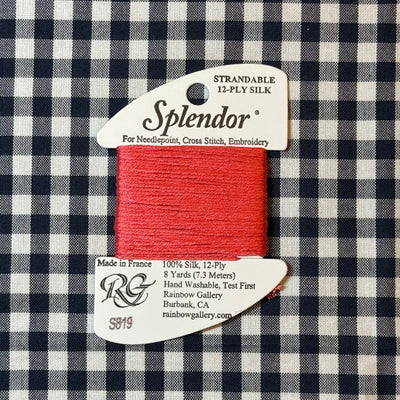 STRANDABLE
12-PLY SILK
Splendor ®
For Needlepoint, Cross Stitch, Embroidery
Made in France
RG
S819
100% Silk, 12-Ply
8 Yards (7.3 Meters)
Hand Washable, Test First
Rainbow Gallery
Burbank, CA
rainbowgallery.com